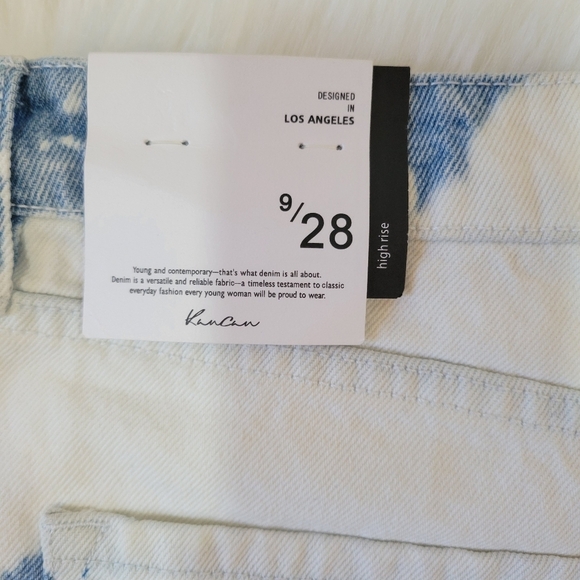 DESIGNED
IN
LOS ANGELES
9/28
high rise
Young and contemporary—that's what denim is all about.
Denim is a versatile and reliable fabric—a timeless testament to classic
everyday fashion every young woman will be proud to wear.
KanCan